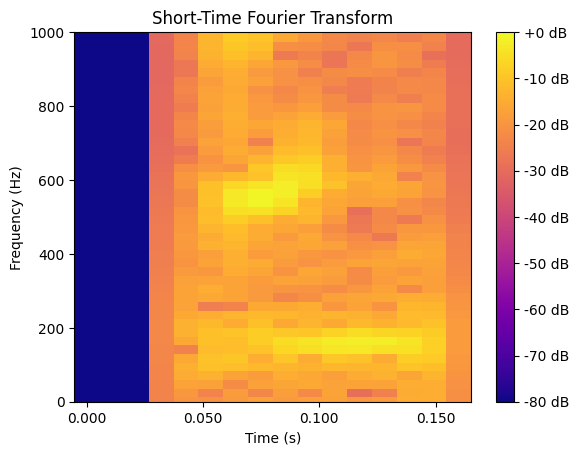 Short-Time Fourier Transform
Frequency (Hz)
1000
800
600
400
200
0
0.000
0.050
0.100
0.150
Time (s)
+0 dB
-10 dB
-20 dB
-30 dB
-40 dB
-50 dB
-60 dB
-70 dB
-80 dB